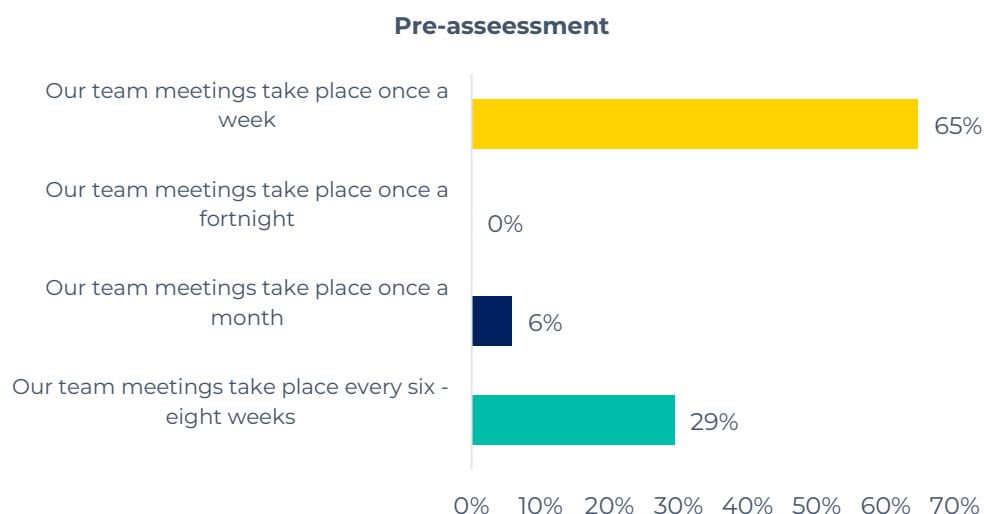 Pre-asseessment
Our team meetings take place once a
week
65%
Our team meetings take place once a
fortnight
0%
Our team meetings take place once a
month
6%
Our team meetings take place every six -
eight weeks
29%
0% 10% 20% 30% 40% 50% 60% 70%